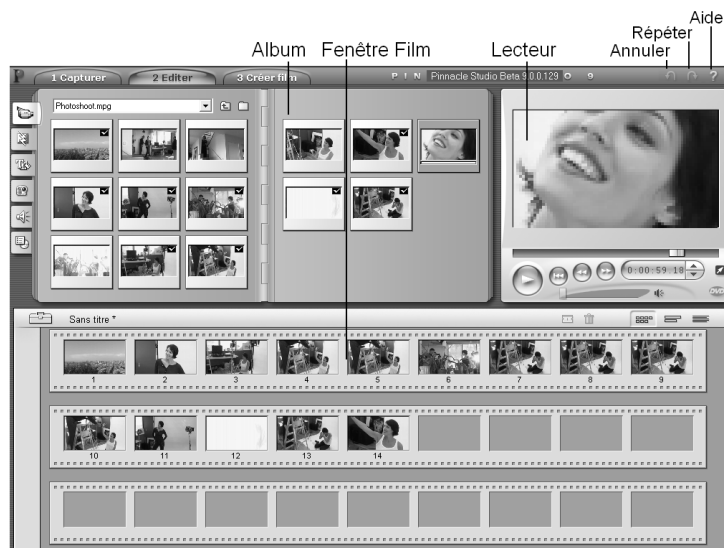 Aide
Répéter
Album Fenêtre Film Lecteur Annuler
1 Capturer 2 Editer 3 Créer film P I N Pinnacle Studio Beta 9.0.0.129 O 9 ?
Photoshoot.mpg
0:00:59.18
DVD
Sans titre *
1 2 3 4 5 6 7 8 9
10 11 12 13 14